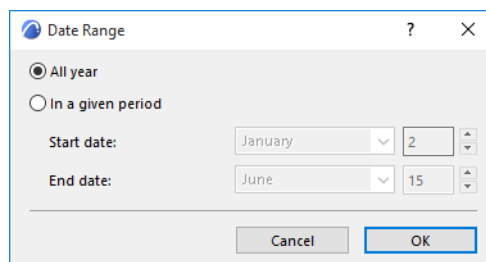 Date Range ?
All year
In a given period
Start date: January 2
End date: June 15
Cancel OK